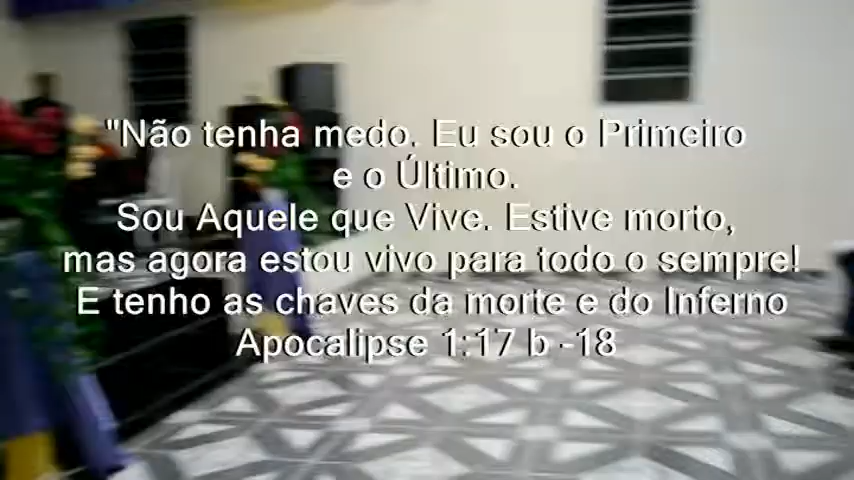 "Não tenha medo. Eu sou o Primeiro
e o Último.
Sou Aquele que Vive. Estive morto,
mas agora estou vivo para todo o sempre!
E tenho as chaves da morte e do Inferno
Apocalipse 1:17 b -18